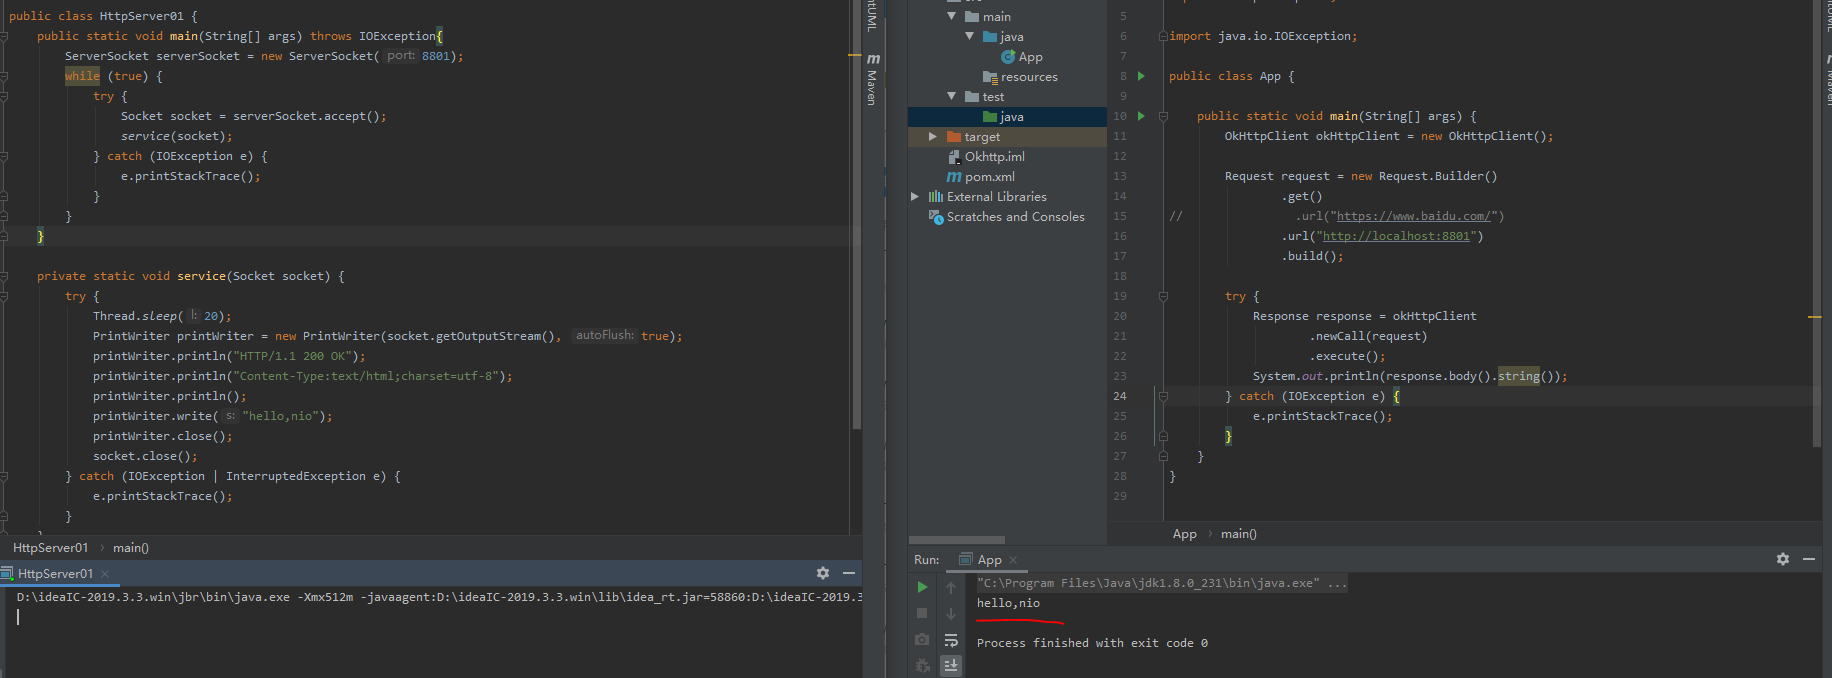 public class HttpServer01 {
public static void main(String[] args) throws IOException{
ServerSocket serverSocket = new ServerSocket( port: 8801);
while (true) {
try {
Socket socket = serverSocket.accept();
service(socket);
} catch (IOException e) {
e.printStackTrace();
}
}
}
private static void service(Socket socket) {
try {
Thread.sleep( l: 20);
PrintWriter printWriter = new PrintWriter(socket.getOutputStream(), autoFlush: true);
printWriter.println("HTTP/1.1 200 OK");
printWriter.println("Content-Type:text/html;charset=utf-8");
printWriter.println();
printWriter.write( s: "hello,nio");
printWriter.close();
socket.close();
} catch (IOException | InterruptedException e) {
e.printStackTrace();
}
HttpServer01 › main()
HttpServer01 ×
D:\ideaIC-2019.3.3.win\jbr\bin\java.exe -Xmx512m -javaagent:D:\ideaIC-2019.3.3.win\lib\idea_rt.jar=58860:D:\ideaIC-2019.3
ntUML
m Maven
main
java
App
resources
test
java
target
Okhttp.iml
pom.xml
External Libraries
Scratches and Consoles
5
6 import java.io.IOException;
7
8 public class App {
9
10 public static void main(String[] args) {
11 OkHttpClient okHttpClient = new OkHttpClient();
12
13 Request request = new Request.Builder()
14 .get()
15 // .url("https://www.baidu.com/")
16 .url("http://localhost:8801")
17 .build();
18
19 try {
20 Response response = okHttpClient
21 .newCall(request)
22 .execute();
23 System.out.println(response.body().string());
24 } catch (IOException e) {
25 e.printStackTrace();
26 }
27 }
28 }
29
App › main()
Run: App ×
"C:\Program Files\Java\jdk1.8.0_231\bin\java.exe" ...
hello,nio
Process finished with exit code 0